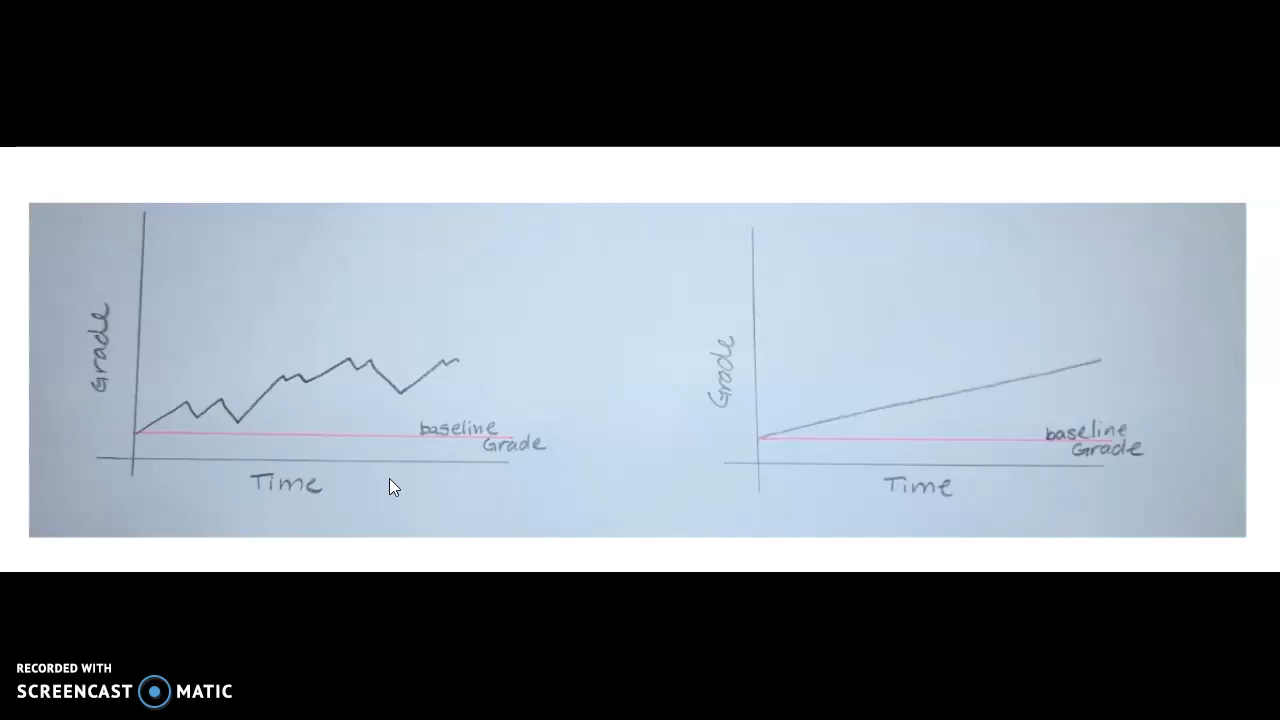 Grade
baseline
Grade
Time
Grade
baseline
Grade
Time
RECORDED WITH
SCREENCAST MATIC